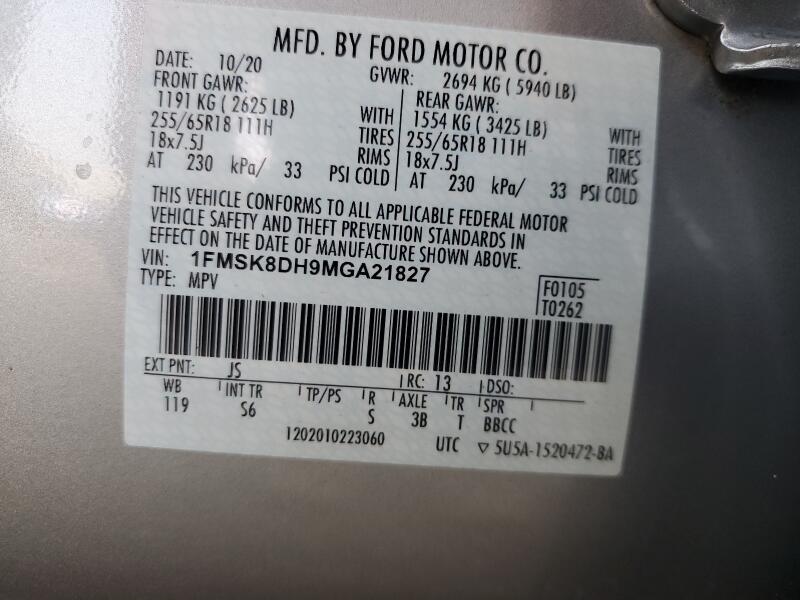 MFD. BY FORD MOTOR CO.
DATE: 10/20 GVWR: 2694 KG ( 5940 LB)
FRONT GAWR: REAR GAWR:
1191 KG ( 2625 LB) WITH 1554 KG ( 3425 LB) WITH
255/65R18 111H TIRES 255/65R18 111H TIRES
18x7.5J RIMS 18x7.5J RIMS
AT 230 kPa/ 33 PSI COLD AT 230 kPa/ 33 PSI COLD
THIS VEHICLE CONFORMS TO ALL APPLICABLE FEDERAL MOTOR
VEHICLE SAFETY AND THEFT PREVENTION STANDARDS IN
EFFECT ON THE DATE OF MANUFACTURE SHOWN ABOVE.
VIN: 1FMSK8DH9MGA21827
TYPE: MPV F0105
T0262
EXT PNT: JS RC: 13 DSO:
WB INT TR TP/PS R AXLE TR SPR
119 S6 S 3B T BBCC
1202010223060 UTC ▽ 5U5A-1520472-BA